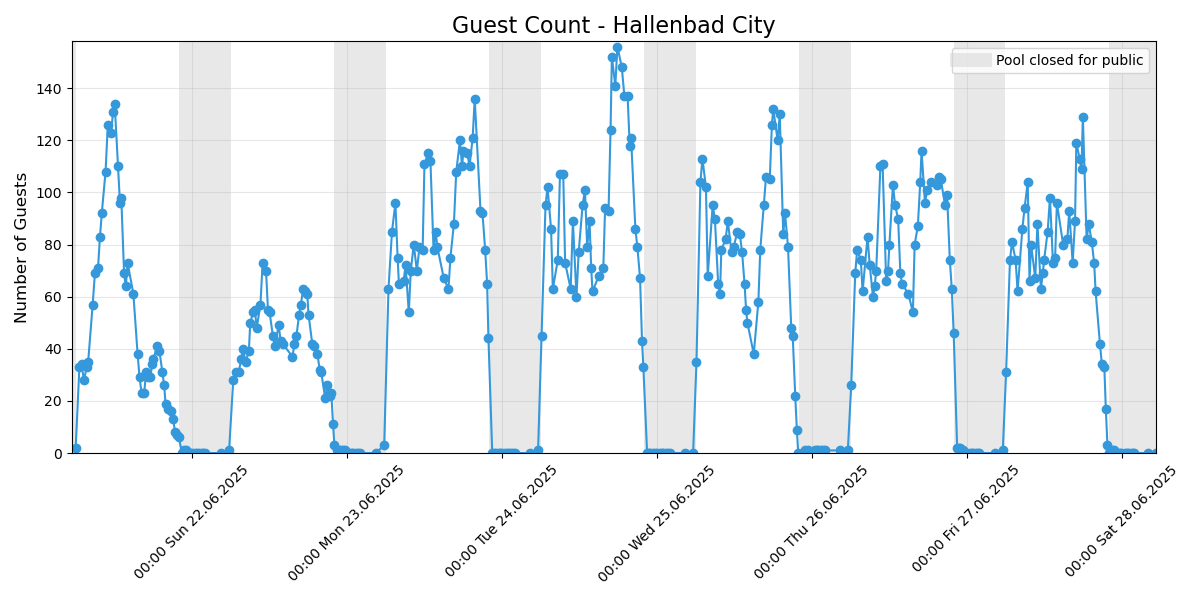 Guest Count - Hallenbad City
Pool closed for public
Number of Guests
140
120
100
80
60
40
20
0
00:00 Sun 22.06.2025
00:00 Mon 23.06.2025
00:00 Tue 24.06.2025
00:00 Wed 25.06.2025
00:00 Thu 26.06.2025
00:00 Fri 27.06.2025
00:00 Sat 28.06.2025